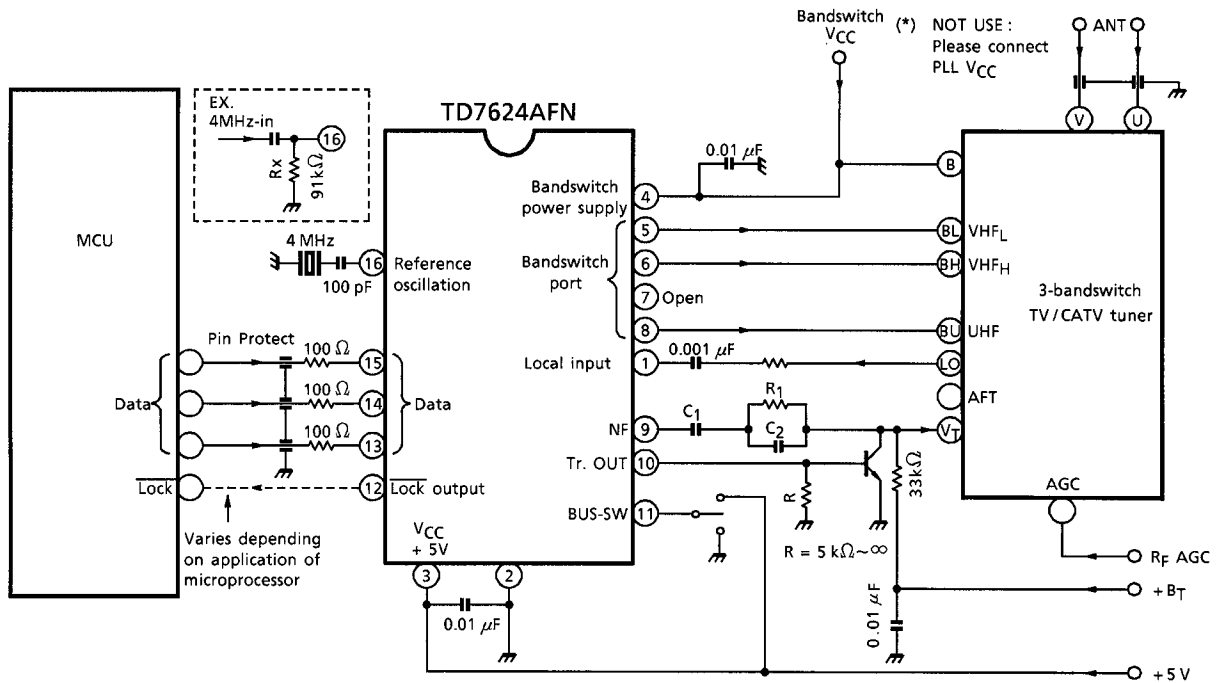 Bandswitch
VCC
(*) NOT USE :
Please connect
PLL VCC
ANT
V
U
EX.
4MHz-in
16
Rx
91kΩ
TD7624AFN
0.01 μF
B
Bandswitch
power supply
4
MCU
5
BL
VHFL
4 MHz
16
Reference
oscillation
100 pF
Bandswitch
port
6
BH
VHFH
7
Open
3-bandswitch
TV/CATV tuner
8
BU
UHF
Pin Protect
100 Ω
15
Local input
1
0.001 μF
LO
Data
100 Ω
14
Data
R1
AFT
100 Ω
13
NF
9
C1
C2
VT
Tr. OUT
10
R
33kΩ
Lock
12
Lock output
AGC
BUS-SW
11
Varies depending
on application of
microprocessor
VCC
+ 5V
R = 5 kΩ~∞
RF AGC
3
2
+BT
0.01 μF
0.01 μF
+5 V